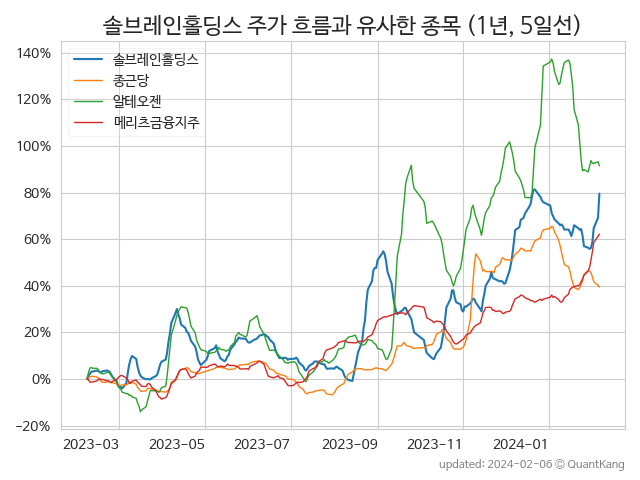 솔브레인홀딩스 주가 흐름과 유사한 종목 (1년, 5일선)
솔브레인홀딩스
종근당
알테오젠
메리츠금융지주
140%
120%
100%
80%
60%
40%
20%
0%
−20%
2023-03 2023-05 2023-07 2023-09 2023-11 2024-01
updated: 2024-02-06 © QuantKang